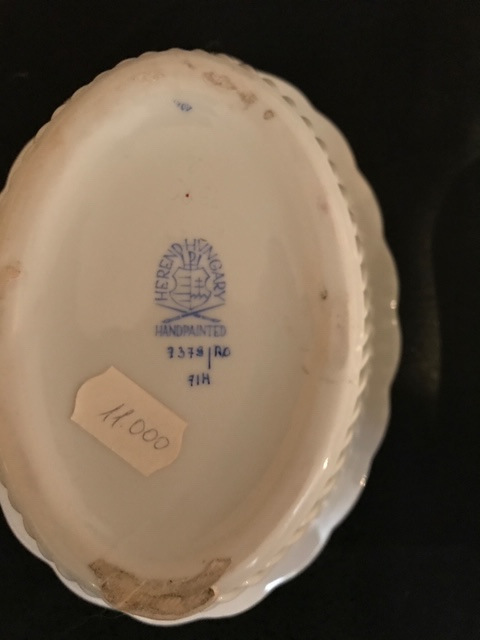 HEREND HUNGARY
HANDPAINTED
7378/RO
71H
11.000